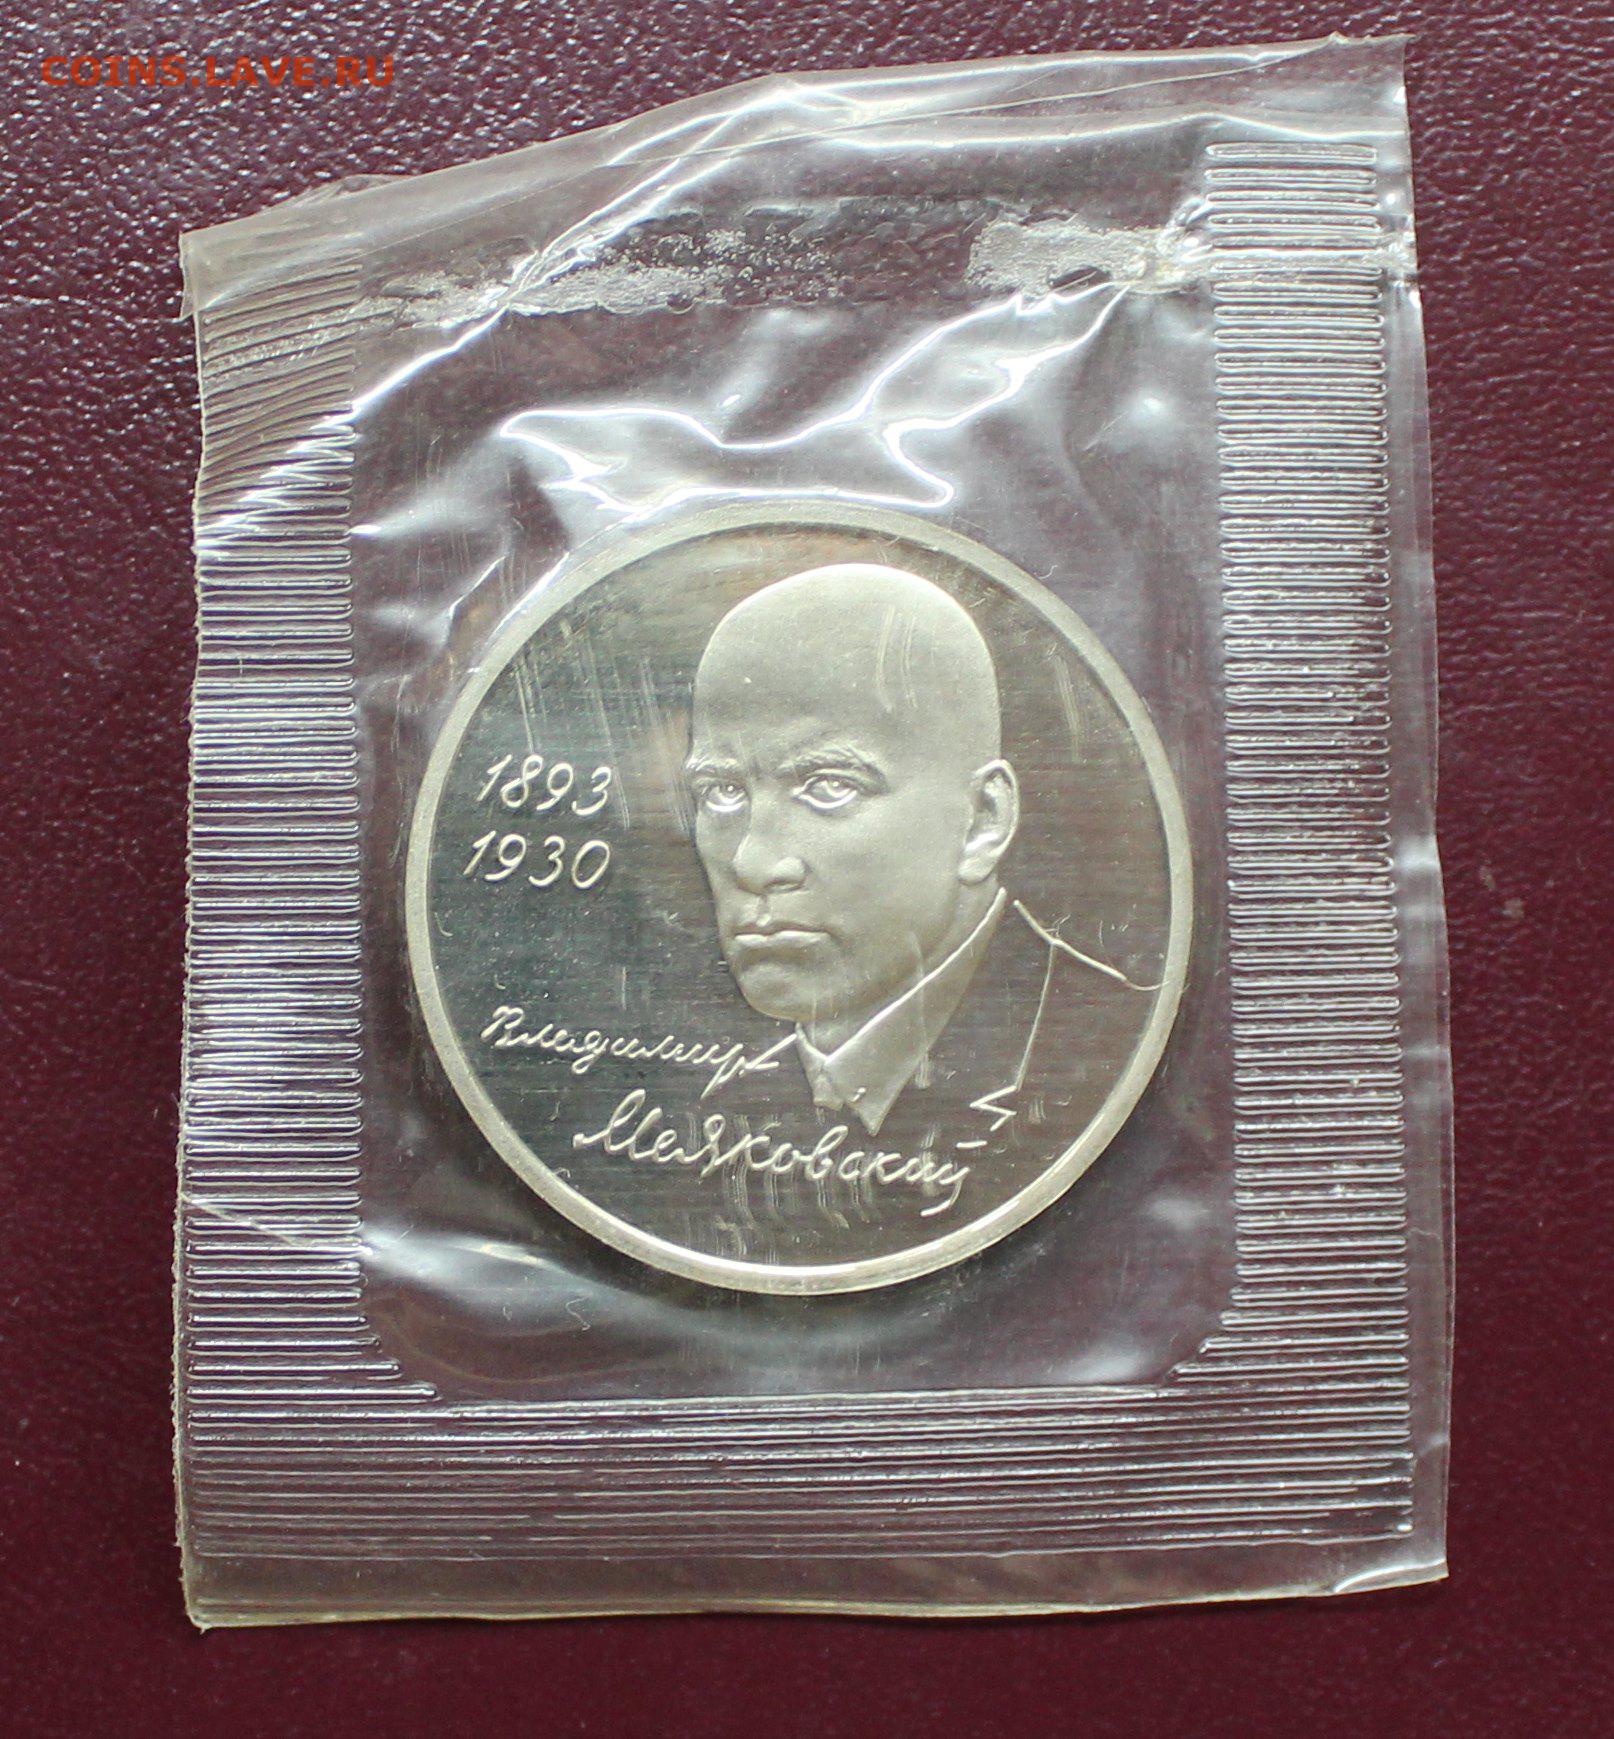 COINS.LAVE.RU
1893
1930
Владимир
Маяковский